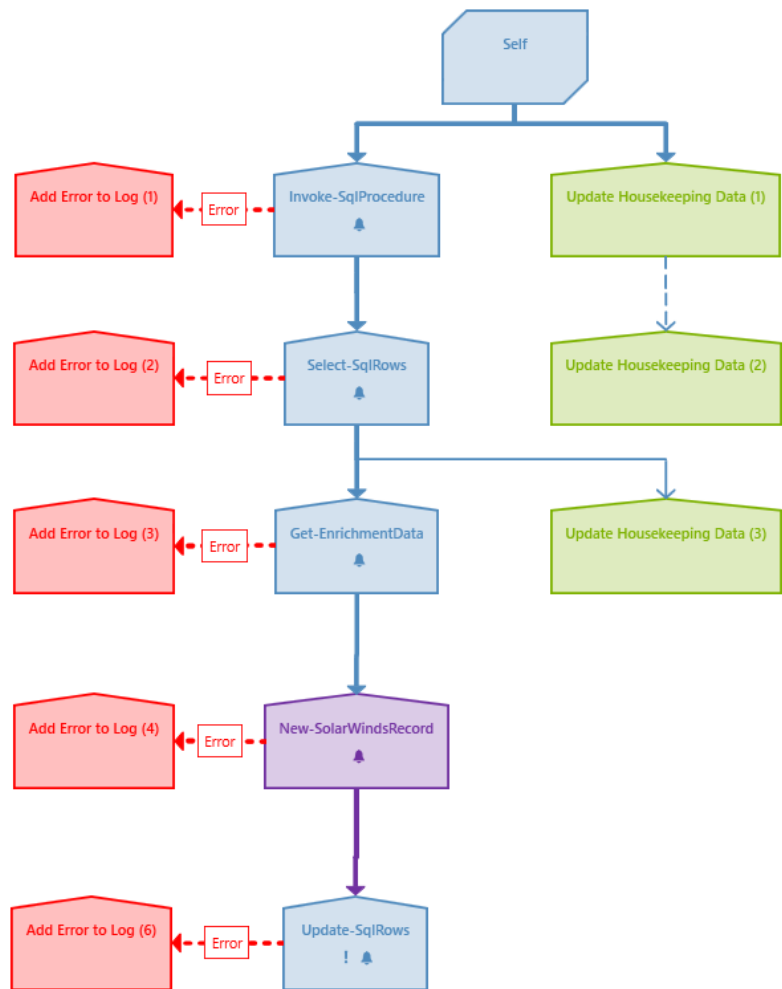 Self
Add Error to Log (1)
Error
Invoke-SqlProcedure
Update Housekeeping Data (1)
Add Error to Log (2)
Error
Select-SqlRows
Update Housekeeping Data (2)
Add Error to Log (3)
Error
Get-EnrichmentData
Update Housekeeping Data (3)
Add Error to Log (4)
Error
New-SolarWindsRecord
Add Error to Log (6)
Error
Update-SqlRows
!